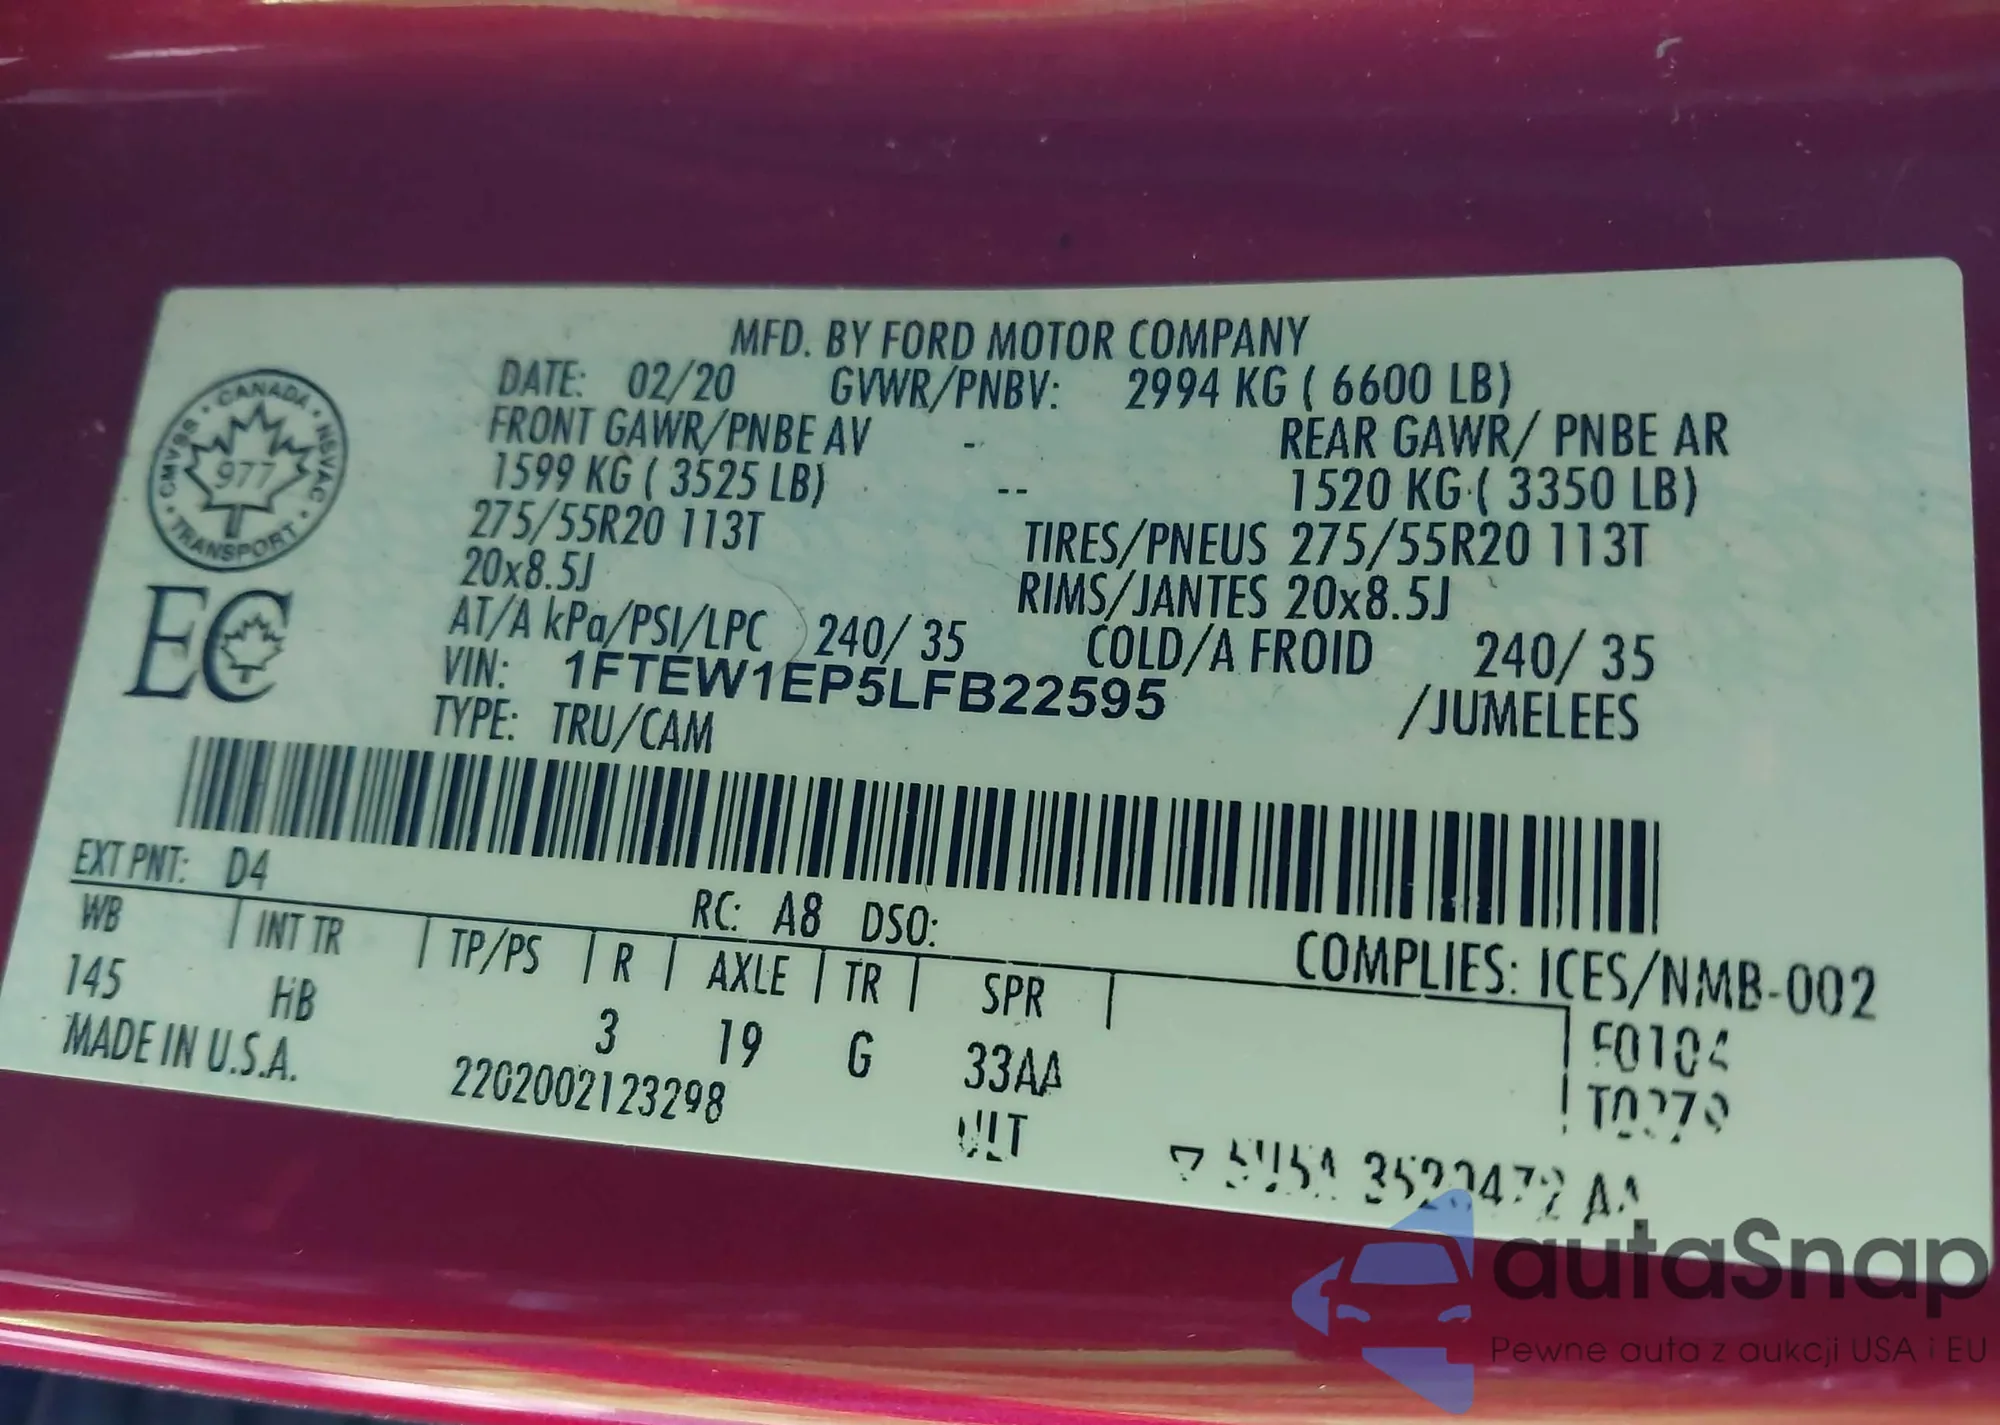 MFD. BY FORD MOTOR COMPANY
DATE: 02/20 GVWR/PNBV: 2994 KG ( 6600 LB)
FRONT GAWR/PNBE AV - REAR GAWR/ PNBE AR
1599 KG ( 3525 LB) -- 1520 KG ( 3350 LB)
275/55R20 113T TIRES/PNEUS 275/55R20 113T
20x8.5J RIMS/JANTES 20x8.5J
AT/A kPa/PSI/LPC 240/ 35 COLD/A FROID 240/ 35
VIN: 1FTEW1EP5LFB22595 /JUMELEES
TYPE: TRU/CAM
CANADA · NSVAC · TRANSPORT · CMVSS ·
977
EC
EXT PNT: D4 RC: A8 DSO:
COMPLIES: ICES/NMB-002
WB INT TR TP/PS R AXLE TR SPR
145 HB 3 19 G 33AA
MADE IN U.S.A. 2202002123298
autaSnap
Pewne auta z aukcji USA i EU